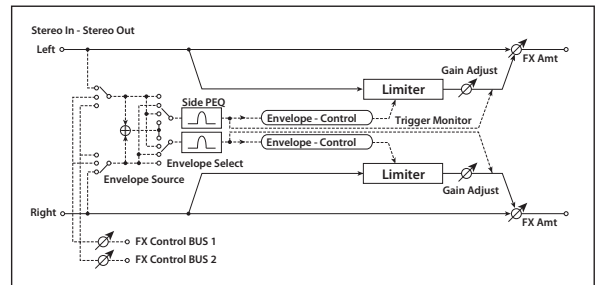 Stereo In - Stereo Out
Left
FX Amt
Gain Adjust
Limiter
Side PEQ
Envelope - Control
Trigger Monitor
Envelope - Control
Envelope Select
Envelope Source
Limiter
Gain Adjust
Right
FX Amt
FX Control BUS 1
FX Control BUS 2